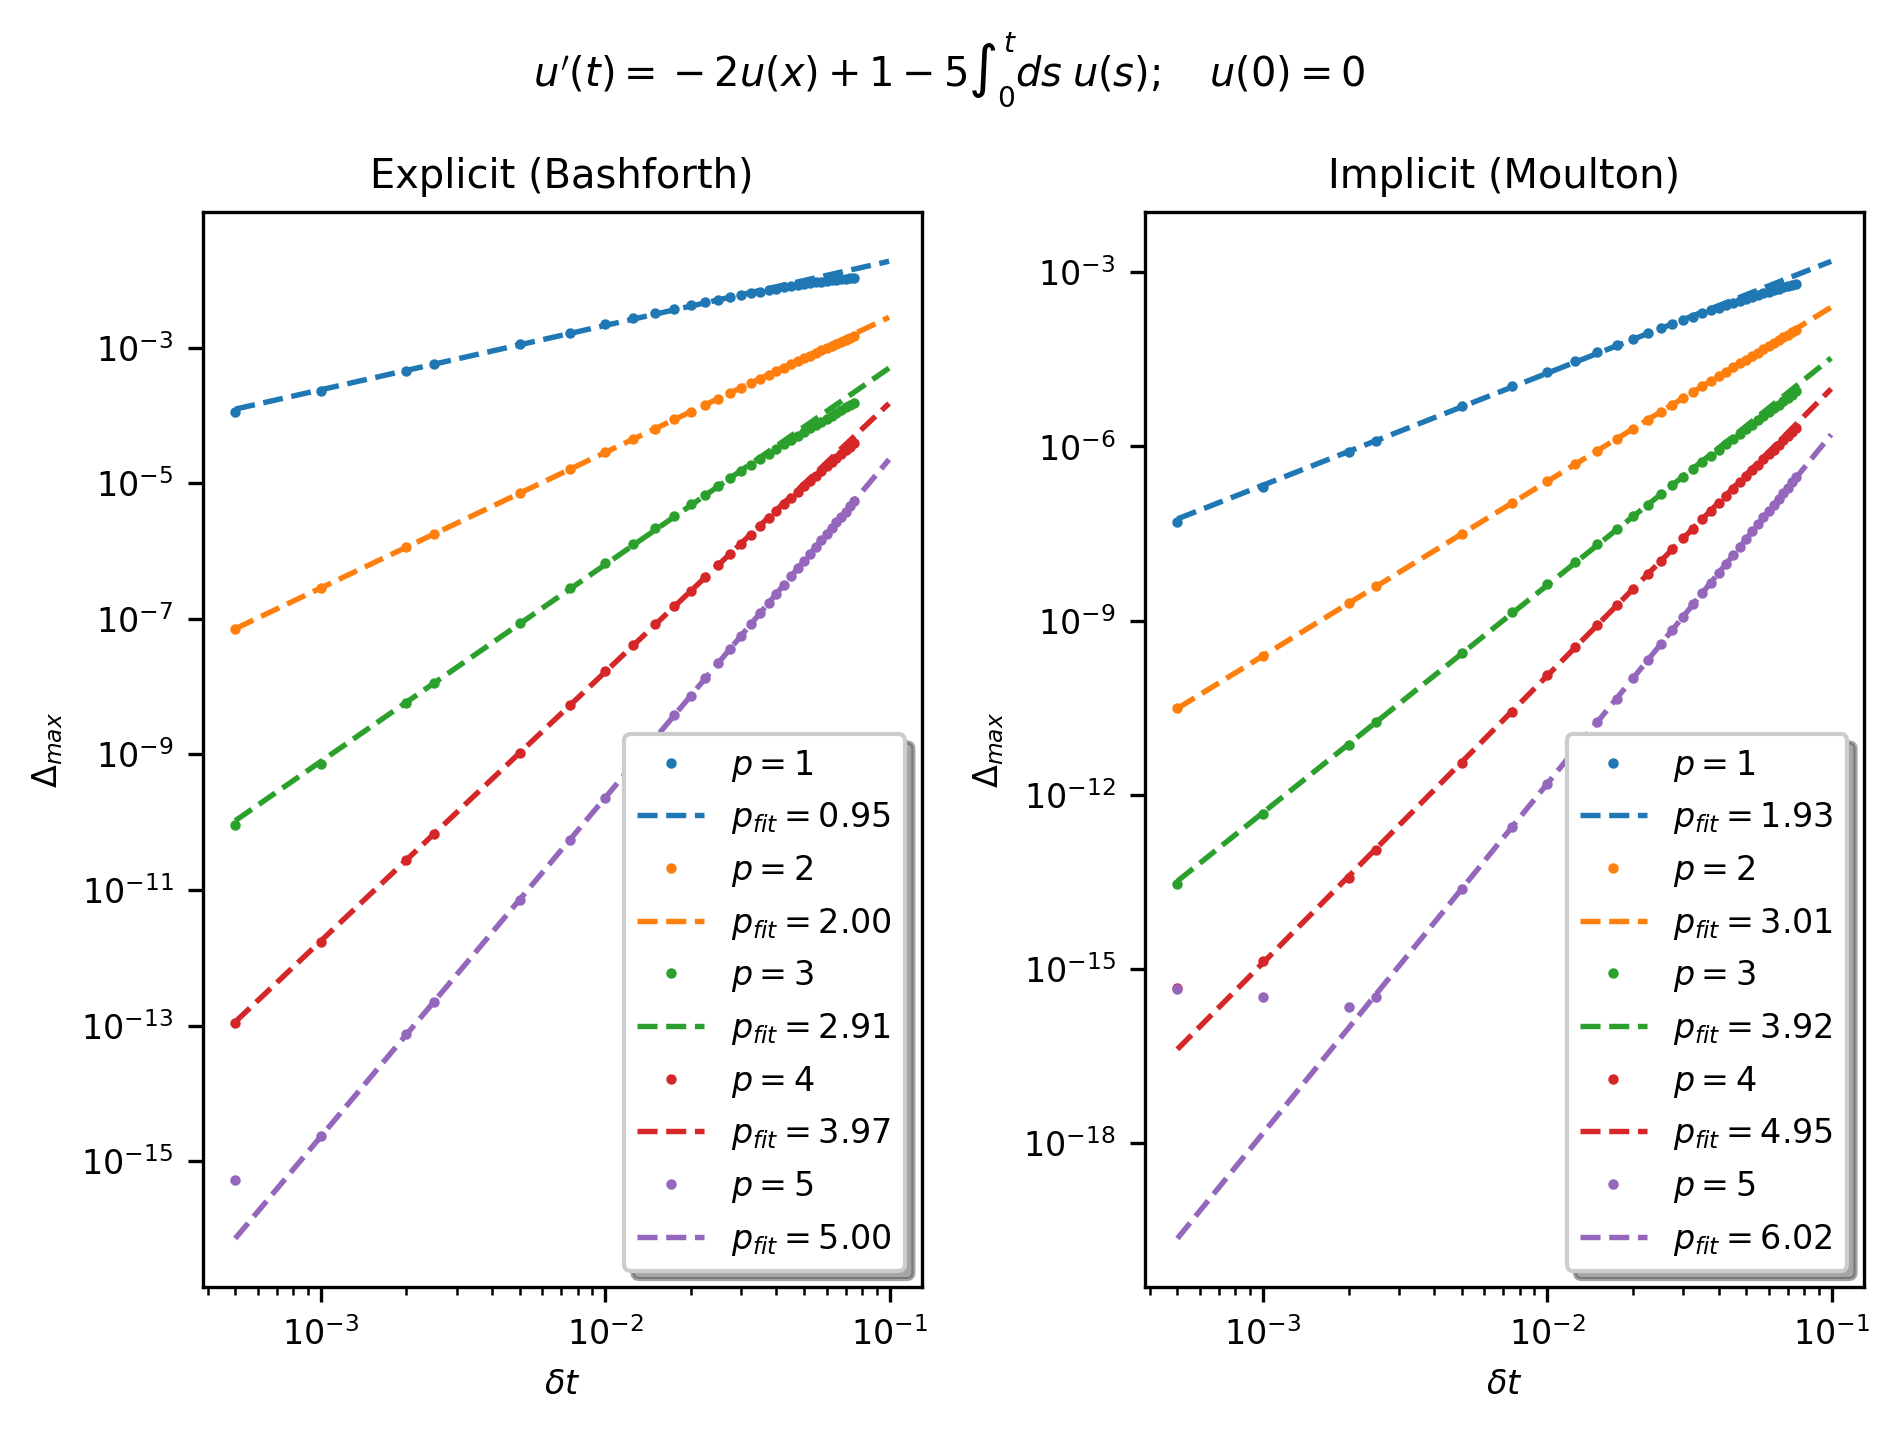 u′(t) = −2u(x) + 1 − 5∫₀ᵗ ds u(s); u(0) = 0
Explicit (Bashforth)
Δₘₐₓ
10⁻³
10⁻⁵
10⁻⁷
10⁻⁹
10⁻¹¹
10⁻¹³
10⁻¹⁵
p = 1
p_fit = 0.95
p = 2
p_fit = 2.00
p = 3
p_fit = 2.91
p = 4
p_fit = 3.97
p = 5
p_fit = 5.00
10⁻³ 10⁻² 10⁻¹
δt
Implicit (Moulton)
Δₘₐₓ
10⁻³
10⁻⁶
10⁻⁹
10⁻¹²
10⁻¹⁵
10⁻¹⁸
p = 1
p_fit = 1.93
p = 2
p_fit = 3.01
p = 3
p_fit = 3.92
p = 4
p_fit = 4.95
p = 5
p_fit = 6.02
10⁻³ 10⁻² 10⁻¹
δt